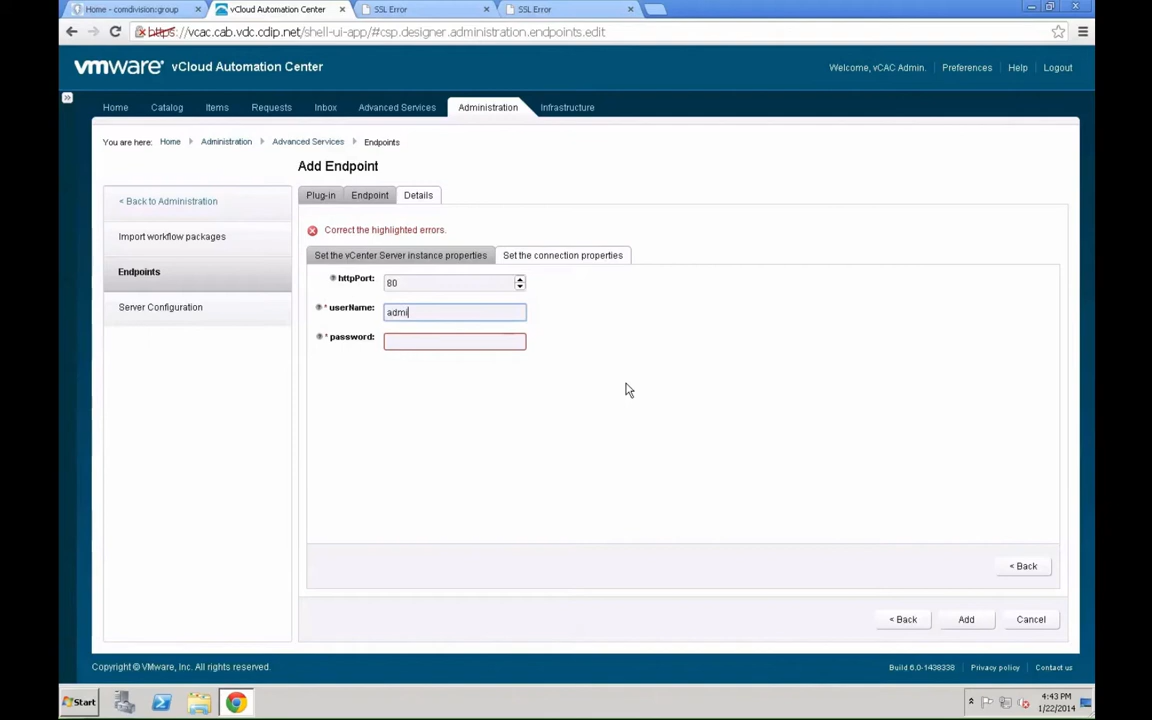 Home - comdivision:group
vCloud Automation Center
SSL Error
SSL Error
https://vcac.cab.vdc.cdip.net/shell-ui-app/#csp.designer.administration.endpoints.edit
vmware vCloud Automation Center
Welcome, vCAC Admin. Preferences Help Logout
Home Catalog Items Requests Inbox Advanced Services Administration Infrastructure
You are here: Home Administration Advanced Services Endpoints
Add Endpoint
< Back to Administration
Import workflow packages
Endpoints
Server Configuration
Plug-in Endpoint Details
Correct the highlighted errors.
Set the vCenter Server instance properties Set the connection properties
httpPort: 80
* userName: admi
* password:
< Back
< Back Add Cancel
Copyright © VMware, Inc. All rights reserved.
Build 6.0-1438338 Privacy policy Contact us
Start
4:43 PM
1/22/2014